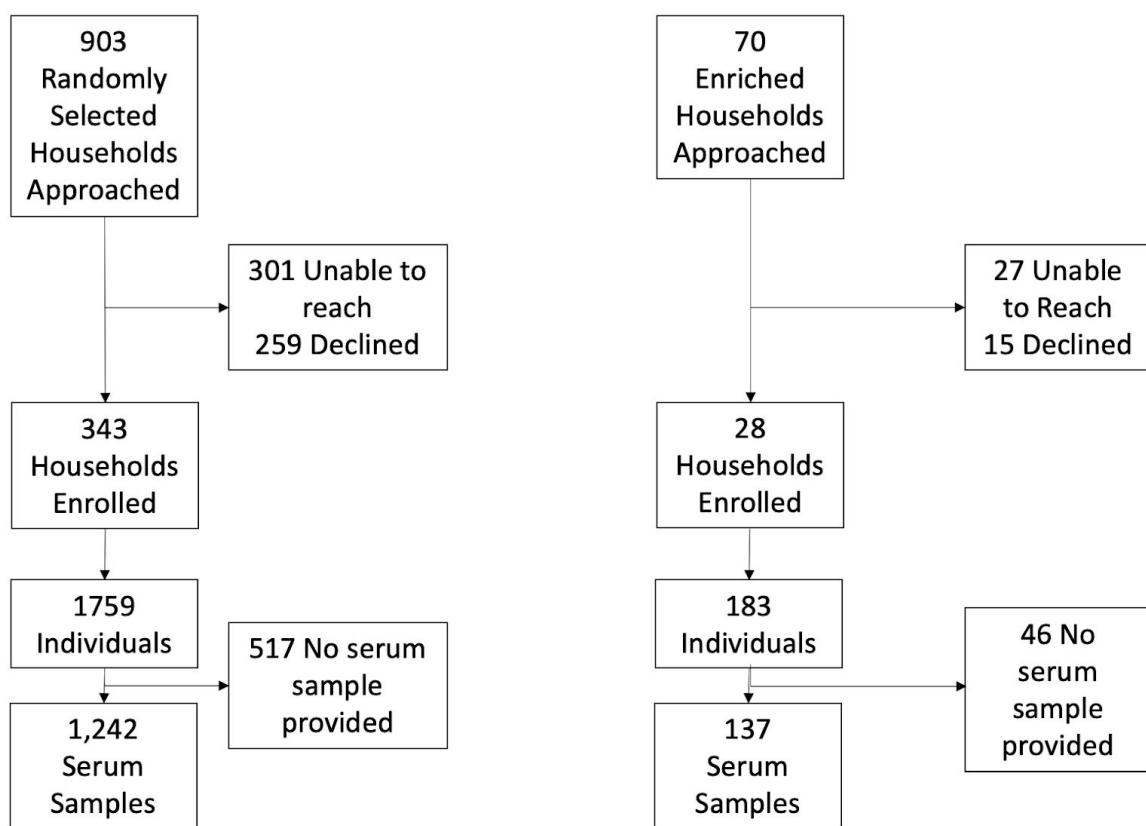 903
Randomly
Selected
Households
Approached
301 Unable to
reach
259 Declined
343
Households
Enrolled
1759
Individuals
517 No serum
sample
provided
1,242
Serum
Samples
70
Enriched
Households
Approached
27 Unable
to Reach
15 Declined
28
Households
Enrolled
183
Individuals
46 No
serum
sample
provided
137
Serum
Samples